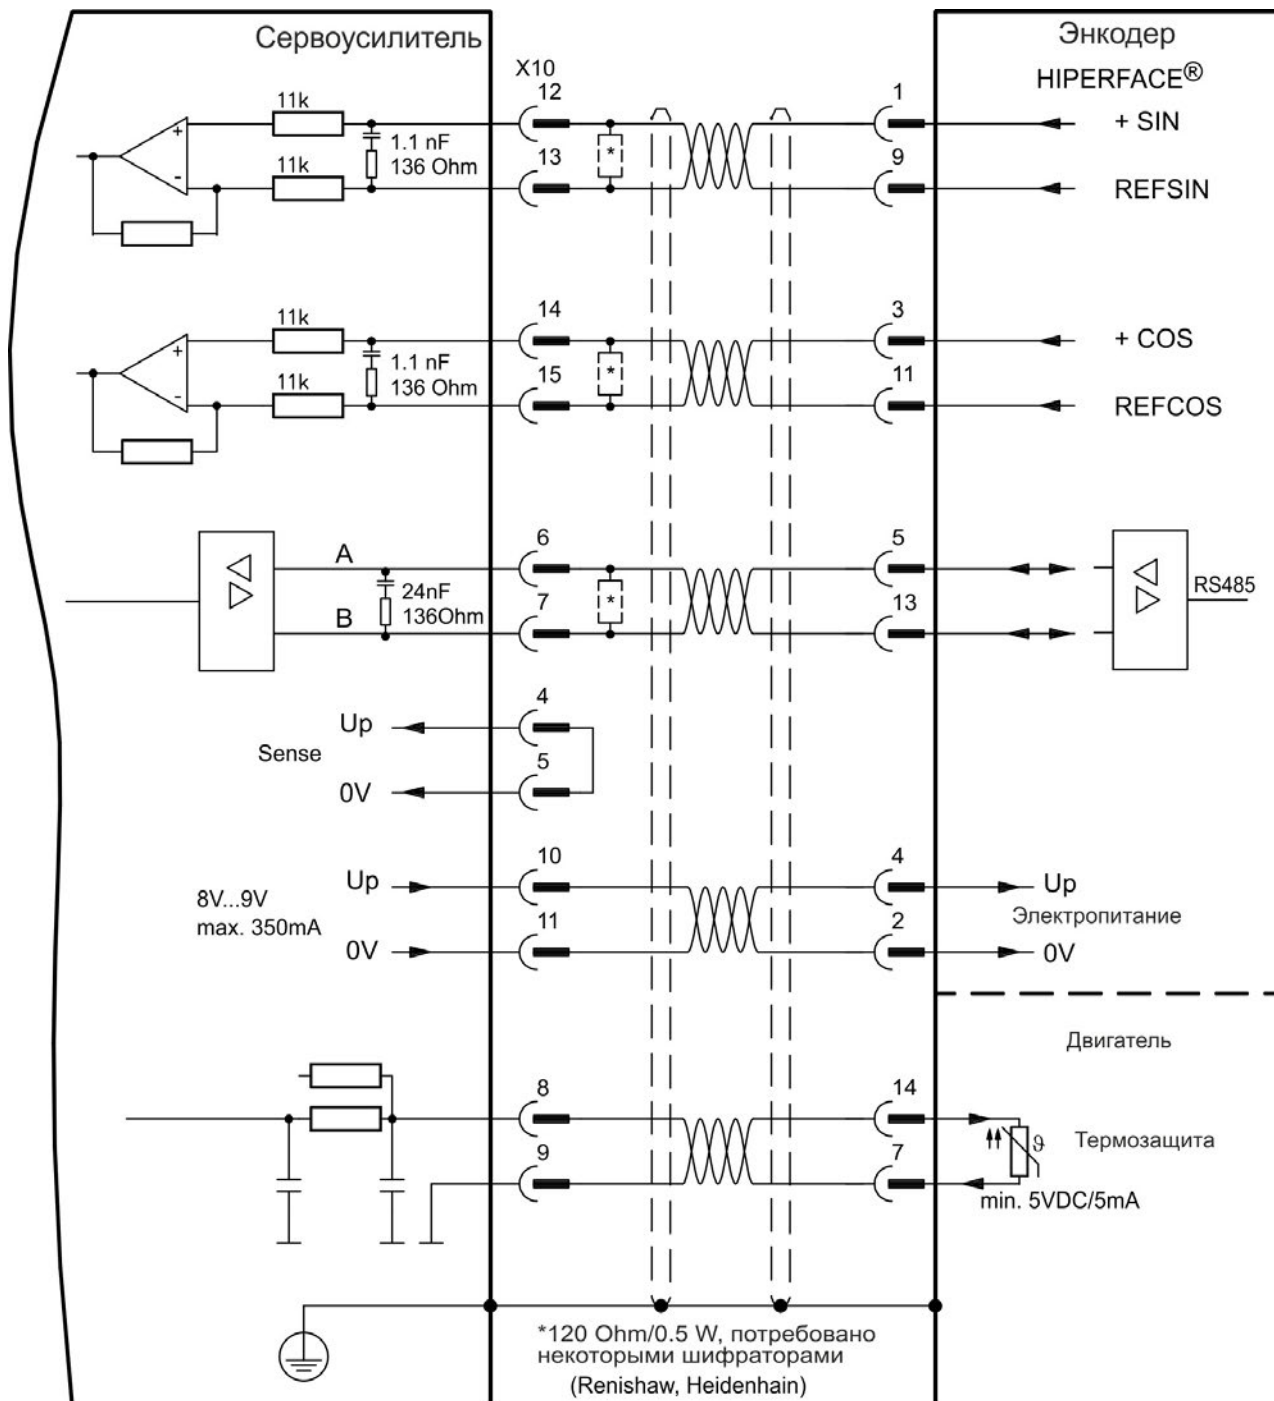 Сервоусилитель
Энкодер
X10
HIPERFACE®
11k
12
1
+ SIN
+
1.1 nF
136 Ohm
*
11k
13
9
REFSIN
-
11k
14
3
+ COS
+
1.1 nF
136 Ohm
*
11k
15
11
REFCOS
-
A
6
5
24nF
136Ohm
*
RS485
B
7
13
4
Up
Sense
5
0V
10
4
Up
Up
8V...9V
max. 350mA
Электропитание
11
2
0V
0V
Двигатель
8
14
ϑ
Термозащита
9
7
min. 5VDC/5mA
*120 Ohm/0.5 W, потребовано
некоторыми шифраторами
(Renishaw, Heidenhain)